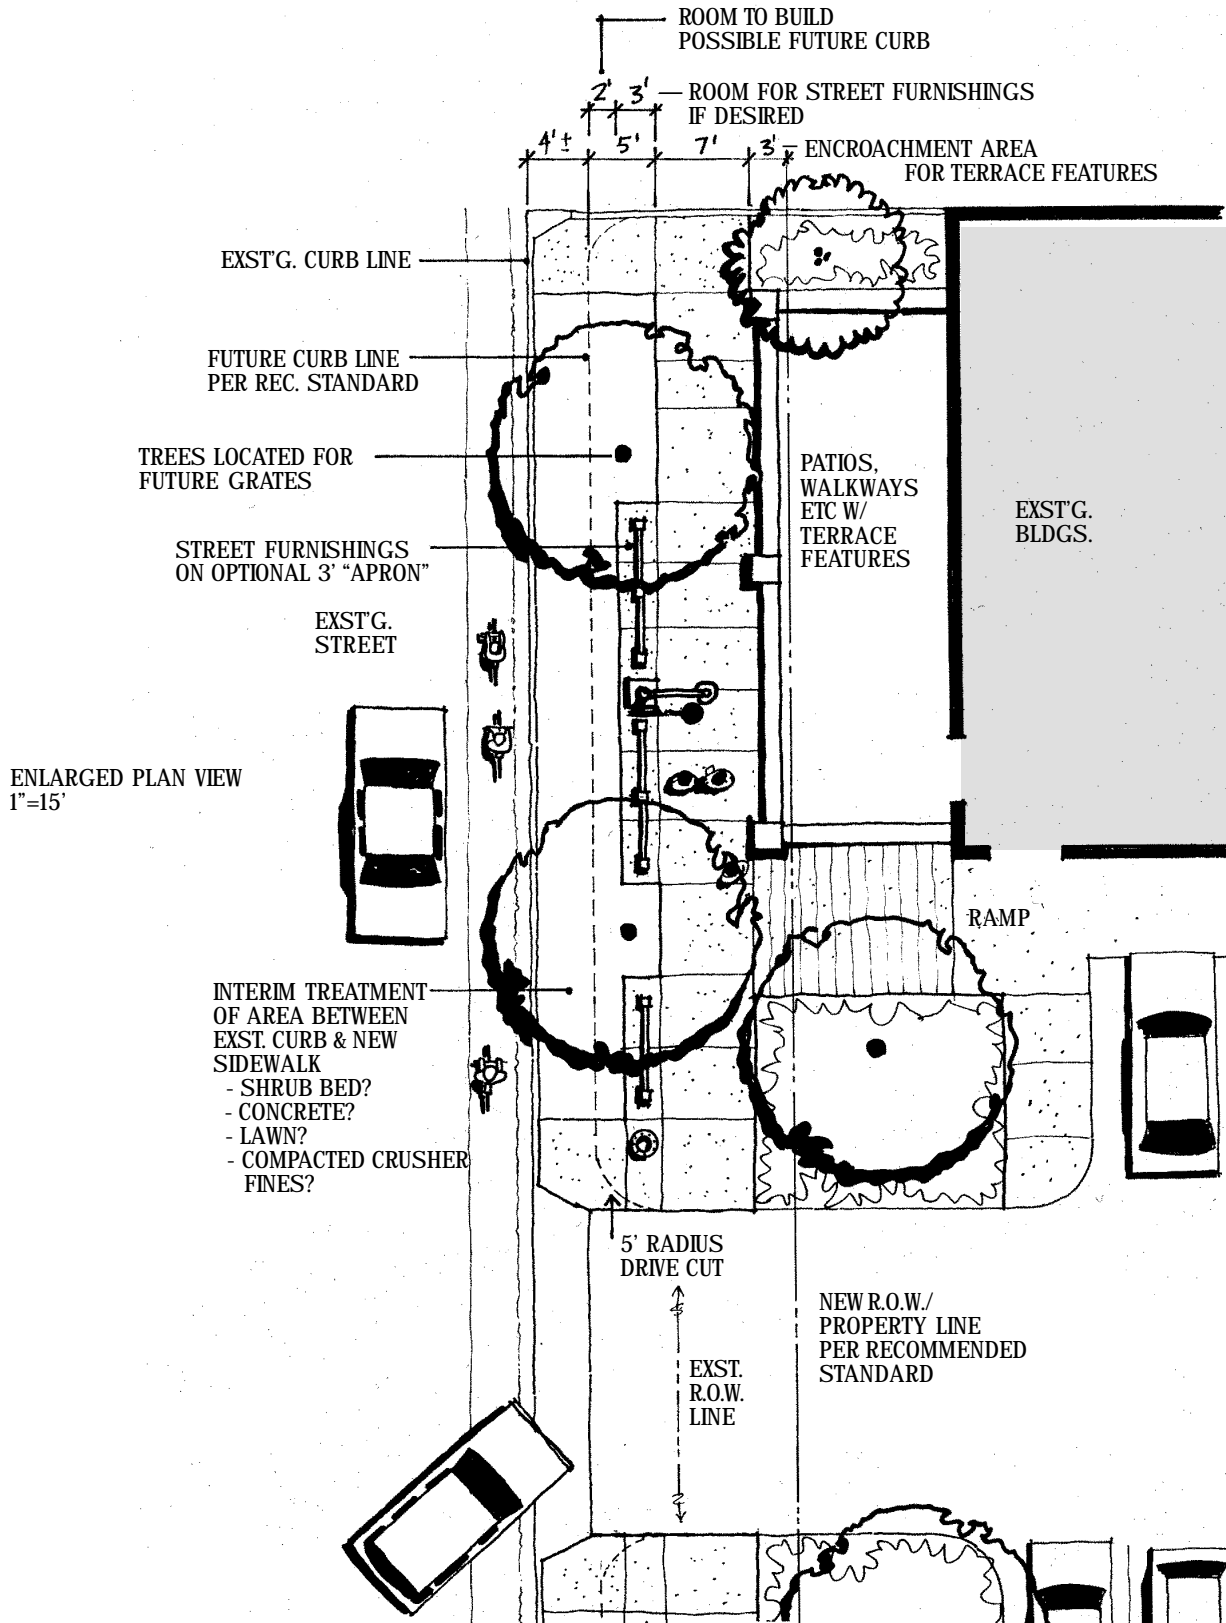 ROOM TO BUILD
POSSIBLE FUTURE CURB
2' 3' — ROOM FOR STREET FURNISHINGS
IF DESIRED
4'± 5' 7' 3' – ENCROACHMENT AREA
FOR TERRACE FEATURES
EXST'G. CURB LINE
FUTURE CURB LINE
PER REC. STANDARD
TREES LOCATED FOR
FUTURE GRATES
PATIOS,
WALKWAYS
ETC W/
TERRACE
FEATURES
EXST'G.
BLDGS.
STREET FURNISHINGS
ON OPTIONAL 3' “APRON”
EXST'G.
STREET
ENLARGED PLAN VIEW
1”=15'
RAMP
INTERIM TREATMENT
OF AREA BETWEEN
EXST. CURB & NEW
SIDEWALK
- SHRUB BED?
- CONCRETE?
- LAWN?
- COMPACTED CRUSHER
FINES?
5' RADIUS
DRIVE CUT
NEW R.O.W./
PROPERTY LINE
PER RECOMMENDED
STANDARD
EXST.
R.O.W.
LINE